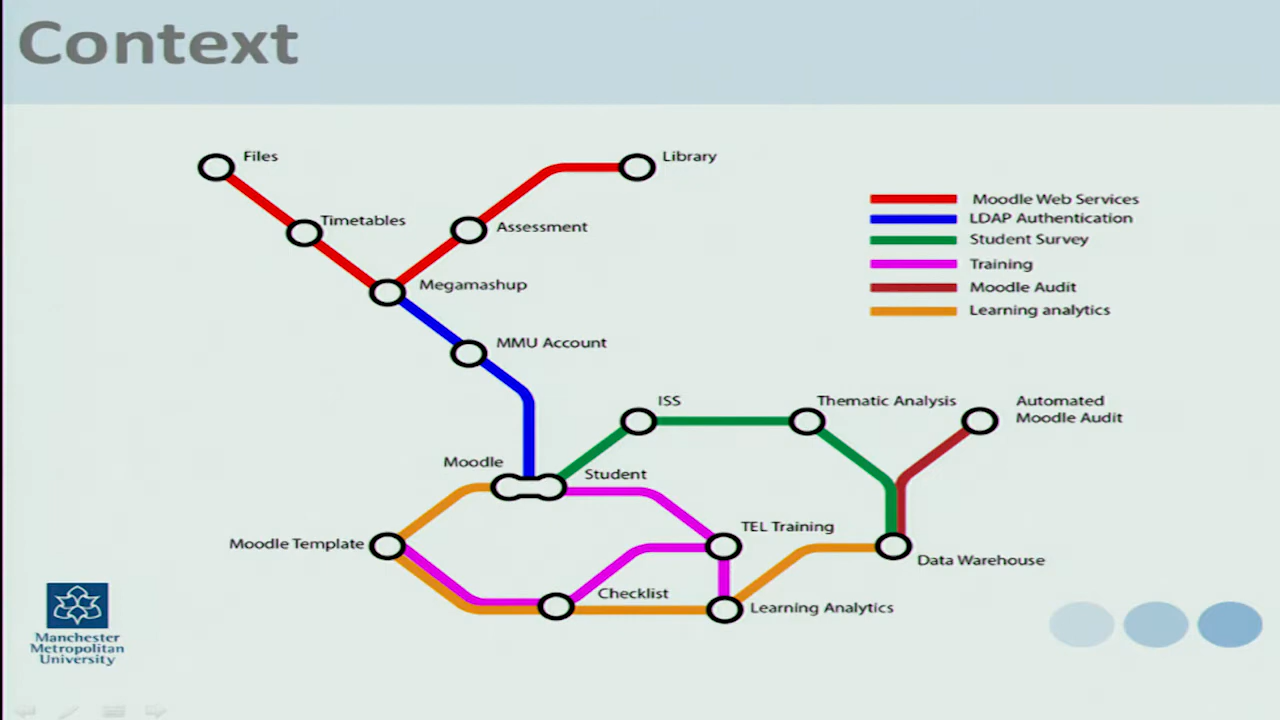 Context
Files
Library
Timetables
Assessment
Megamashup
MMU Account
Moodle Web Services
LDAP Authentication
Student Survey
Training
Moodle Audit
Learning analytics
ISS
Thematic Analysis
Automated
Moodle Audit
Moodle
Student
TEL Training
Moodle Template
Data Warehouse
Checklist
Learning Analytics
Manchester
Metropolitan
University